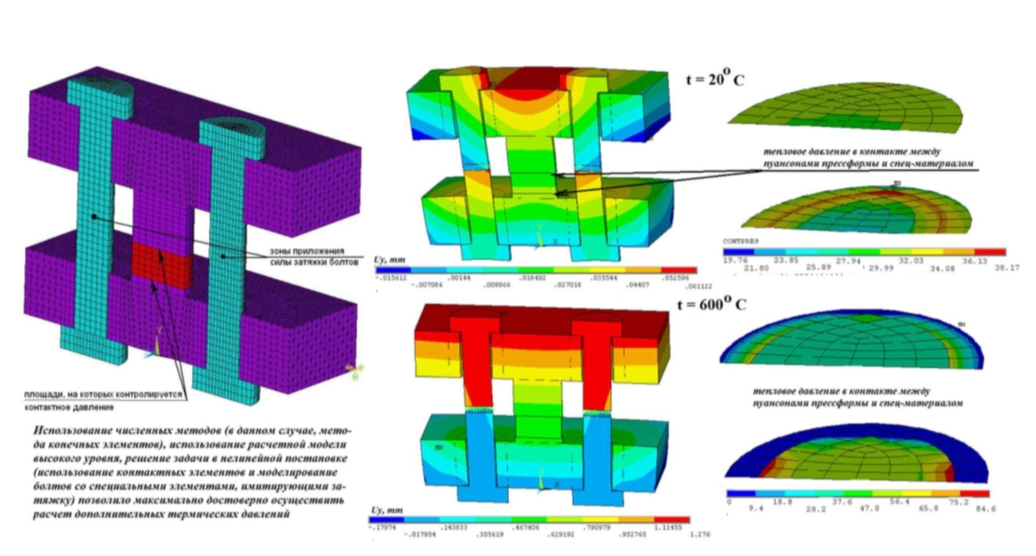 t = 20° C
тепловое давление в контакте между
пуансонами прессформы и спец-материалом
зоны приложения
силы затяжки болтов
CONTPRES
19.76 23.85 27.94 32.03 36.13
21.80 25.89 29.99 34.08 38.17
Uy, mm
-.015612 .00144 .018492 .035544 .052596
-.007086 .009966 .027018 .04407 .061122
t = 600° C
площади, на которых контролируется
контактное давление
тепловое давление в контакте между
пуансонами прессформы и спец-материалом
Использование численных методов (в данном случае, мето-
да конечных элементов), использование расчетной модели
высокого уровня, решение задачи в нелинейной постановке
(использование контактных элементов и моделирование
болтов со специальными элементами, имитирующими за-
тяжку) позволило максимально достоверно осуществить
расчет дополнительных термических давлений
0 18.8 37.6 56.4 75.2
9.4 28.2 47.0 65.8 84.6
Uy, mm
-.17974 .143833 .467406 .790979 1.11455
-.017954 .305619 .629192 .952765 1.276